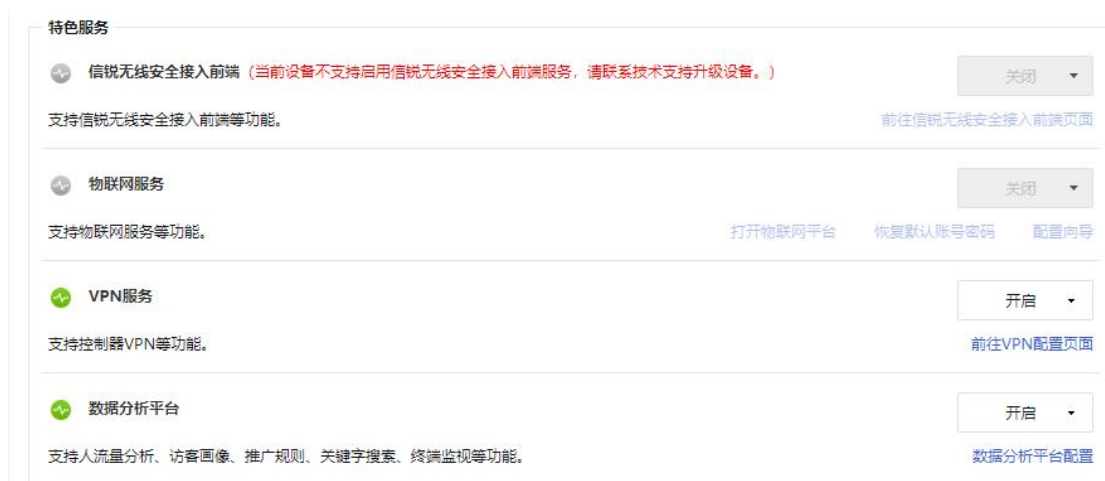 特色服务
信锐无线安全接入前端（当前设备不支持启用信锐无线安全接入前端服务，请联系技术支持升级设备。） 关闭
支持信锐无线安全接入前端等功能。 前往信锐无线安全接入前端页面
物联网服务 关闭
支持物联网服务等功能。 打开物联网平台 恢复默认账号密码 配置向导
VPN服务 开启
支持控制器VPN等功能。 前往VPN配置页面
数据分析平台 开启
支持人流量分析、访客画像、推广规则、关键字搜索、终端监视等功能。 数据分析平台配置